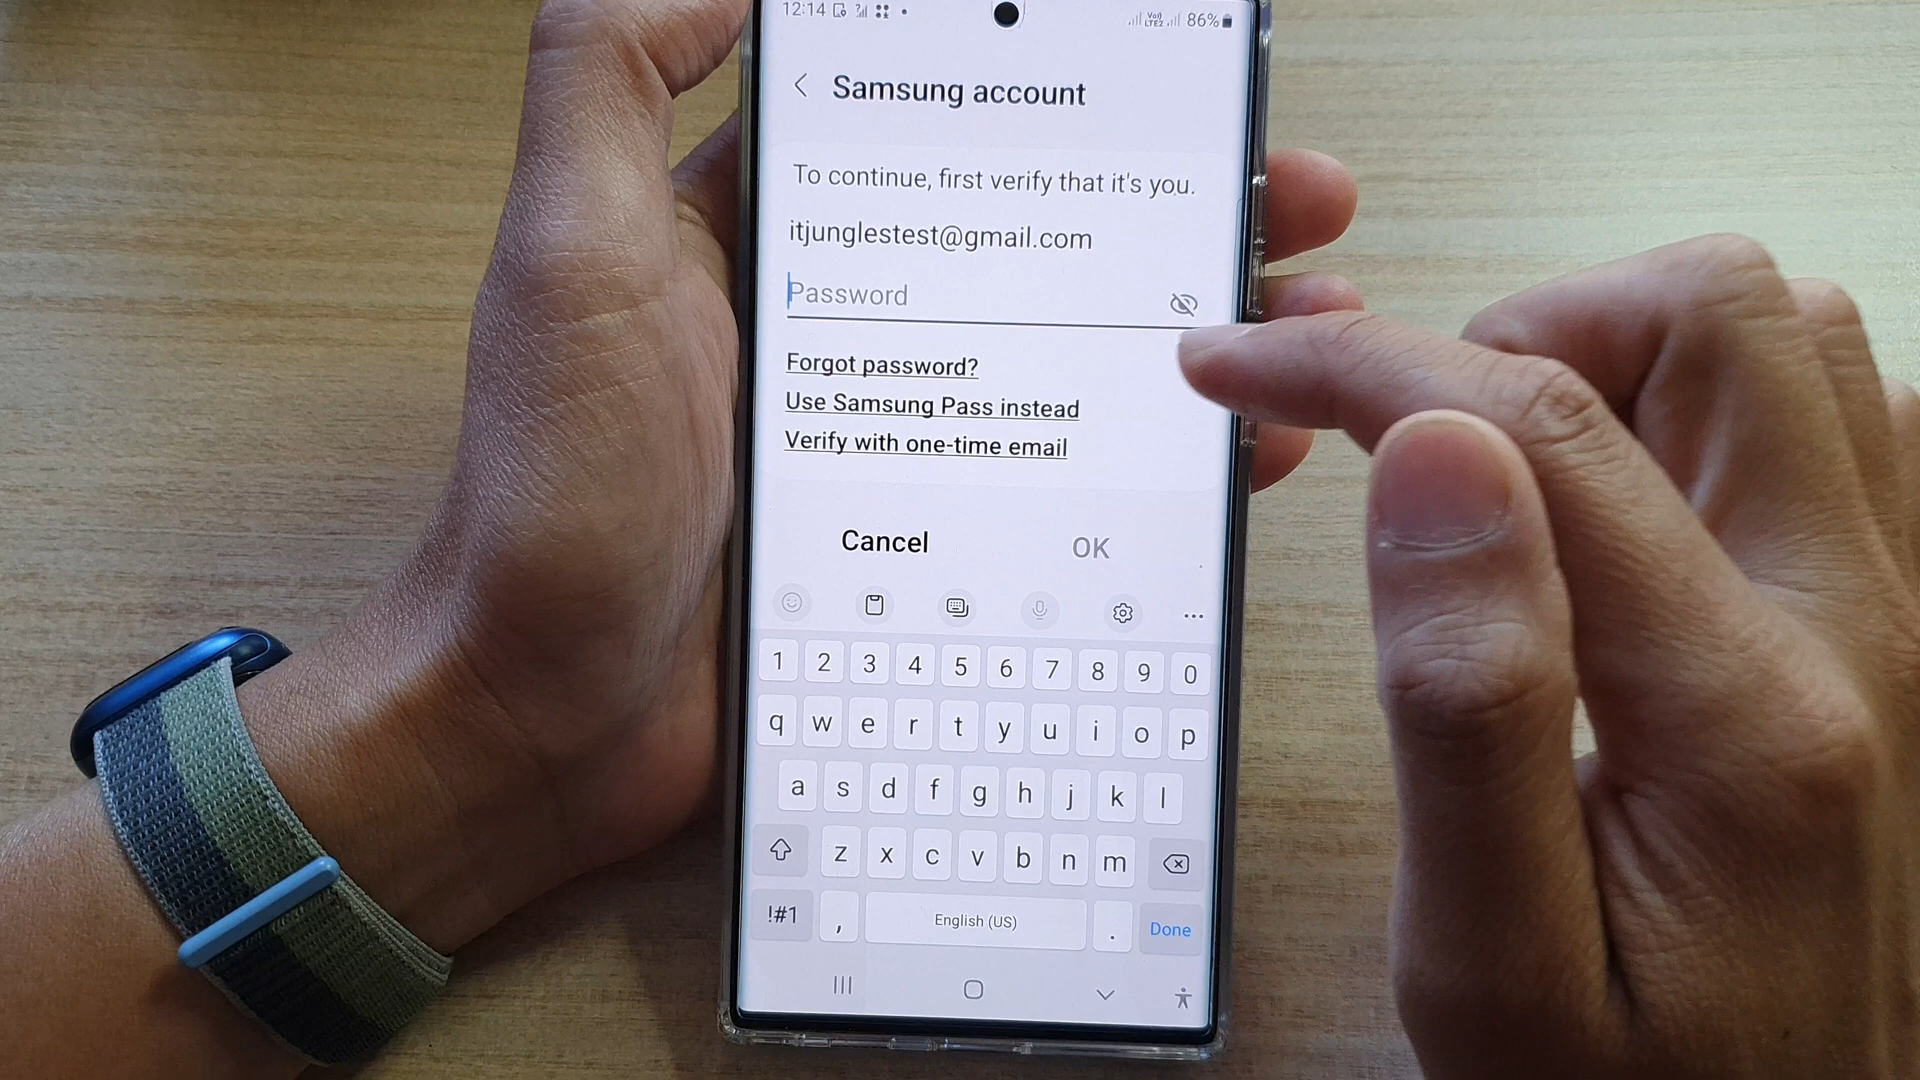 12:14 86%
Samsung account
To continue, first verify that it's you.
itjunglestest@gmail.com
Password
Forgot password?
Use Samsung Pass instead
Verify with one-time email
Cancel OK
1 2 3 4 5 6 7 8 9 0
q w e r t y u i o p
a s d f g h j k l
z x c v b n m
!#1 , English (US) . Done